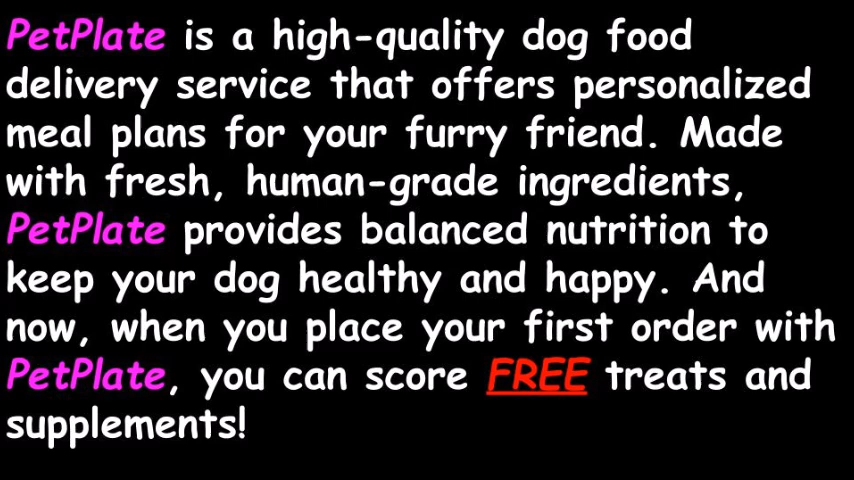 PetPlate is a high-quality dog food
delivery service that offers personalized
meal plans for your furry friend. Made
with fresh, human-grade ingredients,
PetPlate provides balanced nutrition to
keep your dog healthy and happy. And
now, when you place your first order with
PetPlate, you can score FREE treats and
supplements!